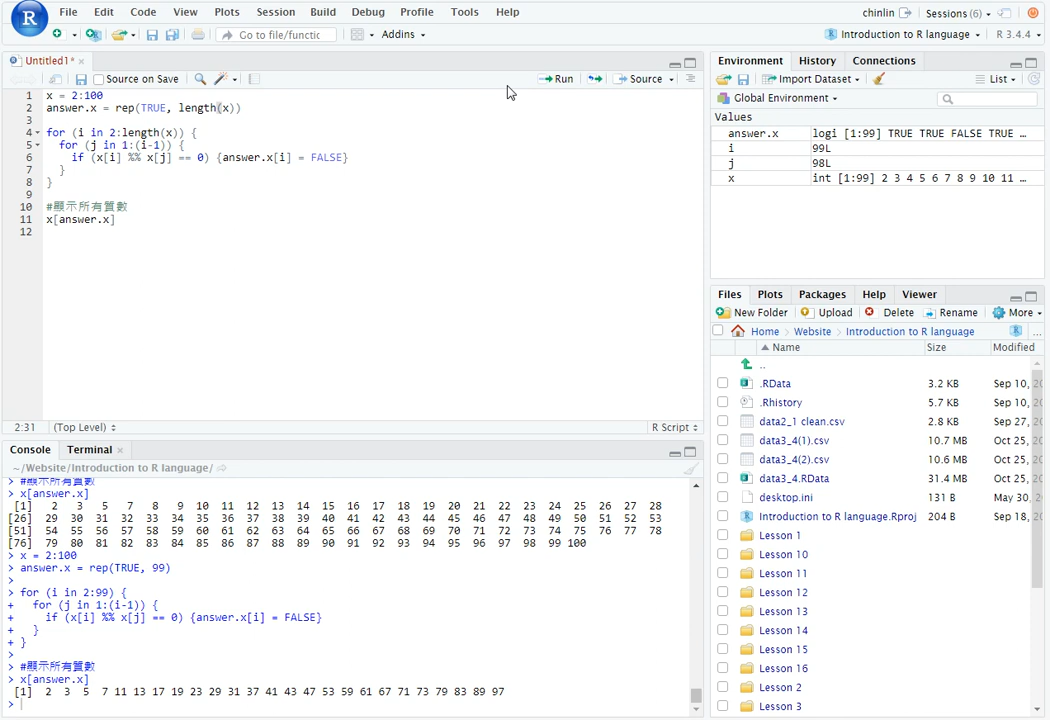 File Edit Code View Plots Session Build Debug Profile Tools Help
chinlin Sessions (6)
Go to file/functic Addins
Introduction to R language R 3.4.4
Untitled1*
Source on Save Run Source
1 x = 2:100
2 answer.x = rep(TRUE, length(x))
3
4 for (i in 2:length(x)) {
5 for (j in 1:(i-1)) {
6 if (x[i] %% x[j] == 0) {answer.x[i] = FALSE}
7 }
8 }
9
10 #顯示所有質數
11 x[answer.x]
12
2:31 (Top Level) R Script
Console Terminal
~/Website/Introduction to R language/
> #顯示所有質數
> x[answer.x]
[1] 2 3 5 7 8 9 10 11 12 13 14 15 16 17 18 19 20 21 22 23 24 25 26 27 28
[26] 29 30 31 32 33 34 35 36 37 38 39 40 41 42 43 44 45 46 47 48 49 50 51 52 53
[51] 54 55 56 57 58 59 60 61 62 63 64 65 66 67 68 69 70 71 72 73 74 75 76 77 78
[76] 79 80 81 82 83 84 85 86 87 88 89 90 91 92 93 94 95 96 97 98 99 100
> x = 2:100
> answer.x = rep(TRUE, 99)
>
> for (i in 2:99) {
+ for (j in 1:(i-1)) {
+ if (x[i] %% x[j] == 0) {answer.x[i] = FALSE}
+ }
+ }
>
> #顯示所有質數
> x[answer.x]
[1] 2 3 5 7 11 13 17 19 23 29 31 37 41 43 47 53 59 61 67 71 73 79 83 89 97
>
Environment History Connections
Import Dataset List
Global Environment
Values
answer.x logi [1:99] TRUE TRUE FALSE TRUE …
i 99L
j 98L
x int [1:99] 2 3 4 5 6 7 8 9 10 11 …
Files Plots Packages Help Viewer
New Folder Upload Delete Rename More
Home Website Introduction to R language ...
Name Size Modified
..
.RData 3.2 KB Sep 10, 20
.Rhistory 5.7 KB Sep 10, 20
data2_1 clean.csv 2.8 KB Sep 27, 20
data3_4(1).csv 10.7 MB Oct 25, 20
data3_4(2).csv 10.6 MB Oct 25, 20
data3_4.RData 31.4 MB Oct 25, 20
desktop.ini 131 B May 30, 20
Introduction to R language.Rproj 204 B Sep 18, 20
Lesson 1
Lesson 10
Lesson 11
Lesson 12
Lesson 13
Lesson 14
Lesson 15
Lesson 16
Lesson 2
Lesson 3